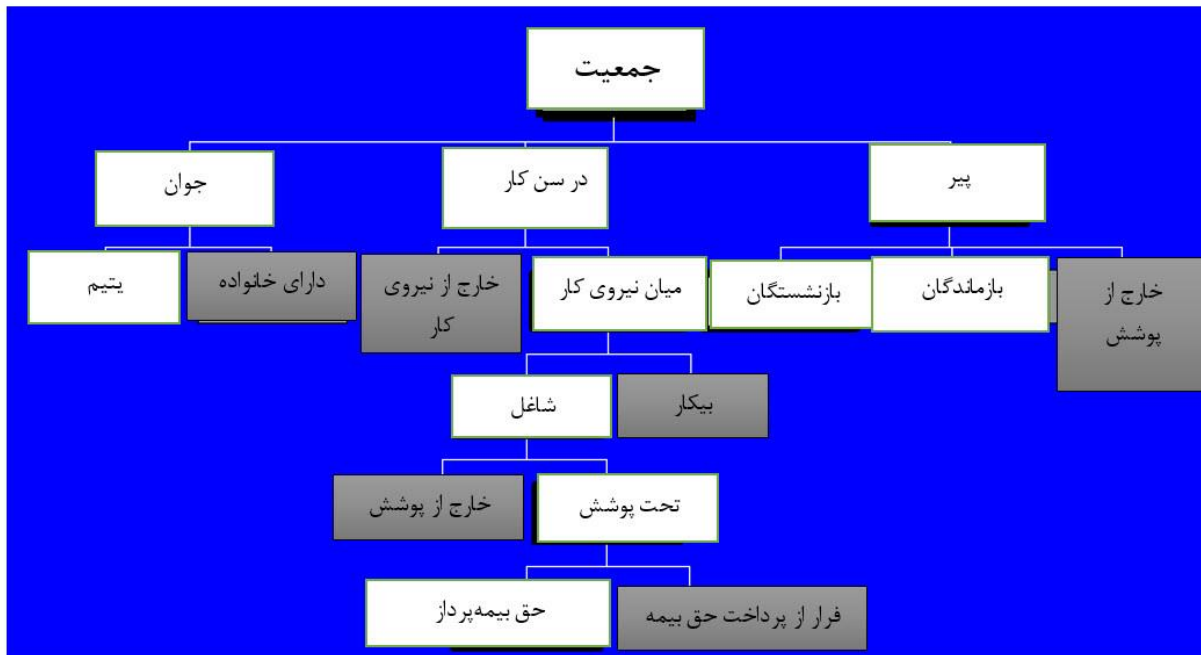 جمعیت
پیر
در سن کار
جوان
خارج از
پوشش
بازماندگان
بازنشستگان
میان نیروی کار
خارج از نیروی
کار
دارای خانواده
یتیم
بیکار
شاغل
تحت پوشش
خارج از پوشش
فرار از پرداخت حق بیمه
حق بیمه‌پرداز